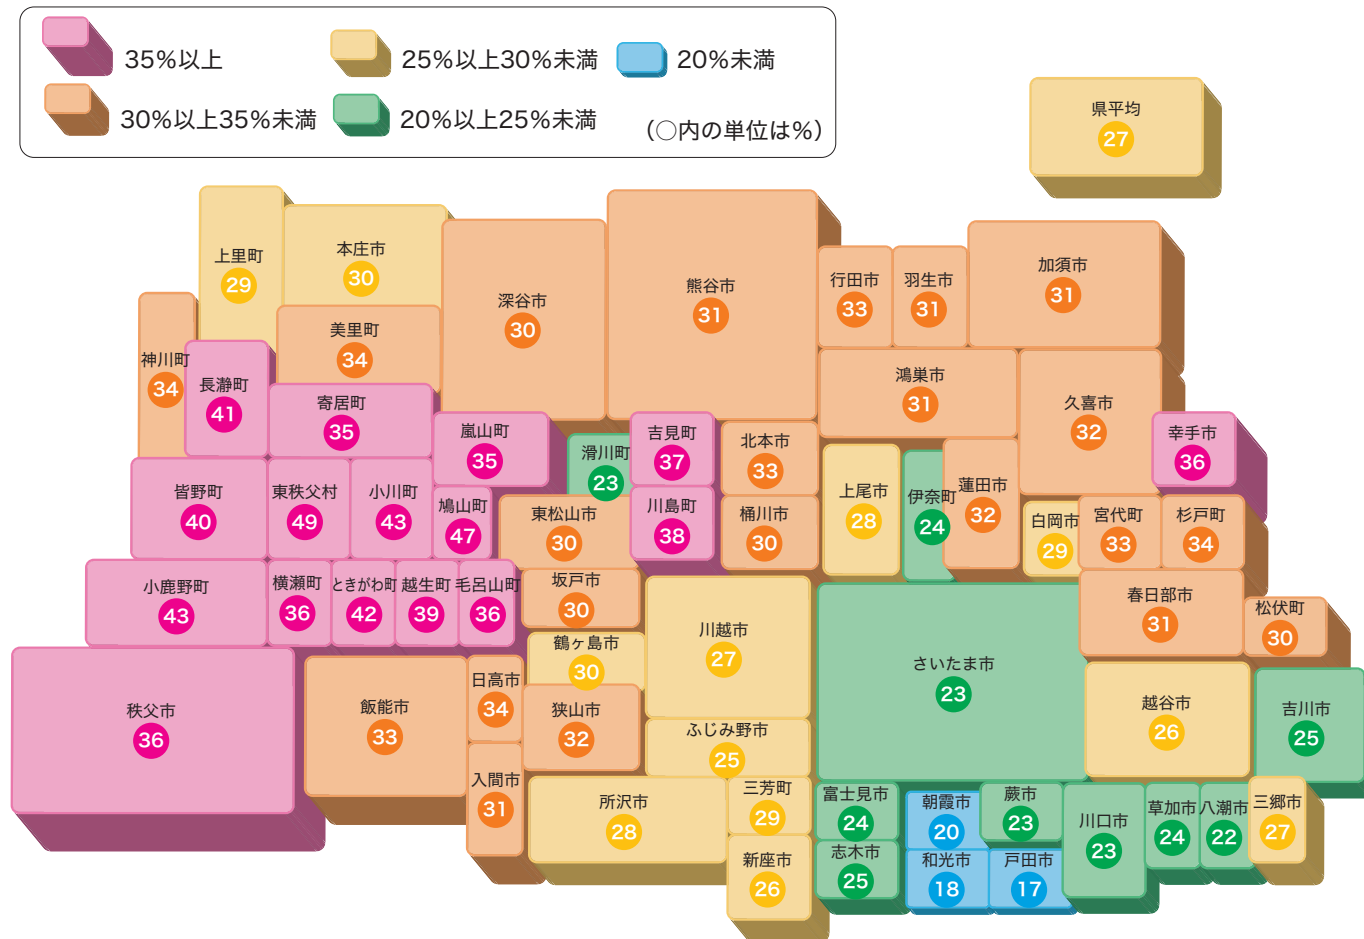 35%以上
25%以上30%未満
20%未満
30%以上35%未満
20%以上25%未満
(○内の単位は%)
県平均
27
上里町
29
本庄市
30
深谷市
30
熊谷市
31
行田市
33
羽生市
31
加須市
31
神川町
34
美里町
34
長瀞町
41
寄居町
35
嵐山町
35
滑川町
23
吉見町
37
北本市
33
鴻巣市
31
久喜市
32
幸手市
36
皆野町
40
東秩父村
49
小川町
43
鳩山町
47
東松山市
30
川島町
38
桶川市
30
上尾市
28
伊奈町
24
蓮田市
32
白岡市
29
宮代町
33
杉戸町
34
小鹿野町
43
横瀬町
36
ときがわ町
42
越生町
39
毛呂山町
36
坂戸市
30
鶴ヶ島市
30
川越市
27
さいたま市
23
春日部市
31
松伏町
30
秩父市
36
飯能市
33
日高市
34
狭山市
32
ふじみ野市
25
越谷市
26
吉川市
25
入間市
31
所沢市
28
三芳町
29
新座市
26
富士見市
24
志木市
25
朝霞市
20
和光市
18
蕨市
23
戸田市
17
川口市
23
草加市
24
八潮市
22
三郷市
27